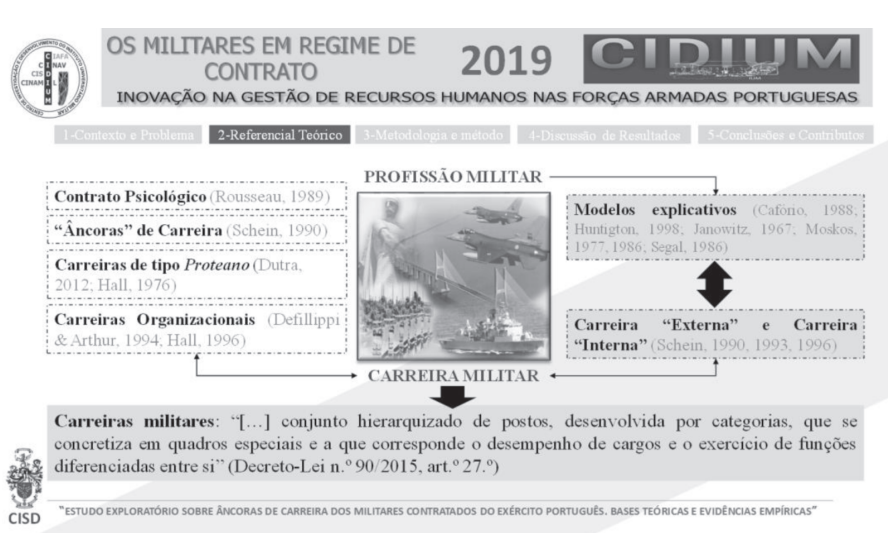 OS MILITARES EM REGIME DE
CONTRATO
2019
CIDIUM
INOVAÇÃO NA GESTÃO DE RECURSOS HUMANOS NAS FORÇAS ARMADAS PORTUGUESAS
IAFA
CISD
NAV
CINAM
1-Contexto e Problema
2-Referencial Teórico
3-Metodologia e método
4-Discussão de Resultados
5-Conclusões e Contributos
PROFISSÃO MILITAR
Contrato Psicológico (Rousseau, 1989)
“Âncoras” de Carreira (Schein, 1990)
Carreiras de tipo Proteano (Dutra,
2012; Hall, 1976)
Carreiras Organizacionais (Defillippi
& Arthur, 1994; Hall, 1996)
Modelos explicativos (Cafório, 1988;
Huntigton, 1998; Janowitz, 1967; Moskos,
1977,1986; Segal, 1986)
Carreira “Externa” e Carreira
“Interna” (Schein, 1990, 1993, 1996)
CARREIRA MILITAR
Carreiras militares: “[…] conjunto hierarquizado de postos, desenvolvida por categorias, que se
concretiza em quadros especiais e a que corresponde o desempenho de cargos e o exercício de funções
diferenciadas entre si” (Decreto-Lei n.º 90/2015, art.º 27.º)
CISD
“ESTUDO EXPLORATÓRIO SOBRE ÂNCORAS DE CARREIRA DOS MILITARES CONTRATADOS DO EXÉRCITO PORTUGUÊS. BASES TEÓRICAS E EVIDÊNCIAS EMPÍRICAS”